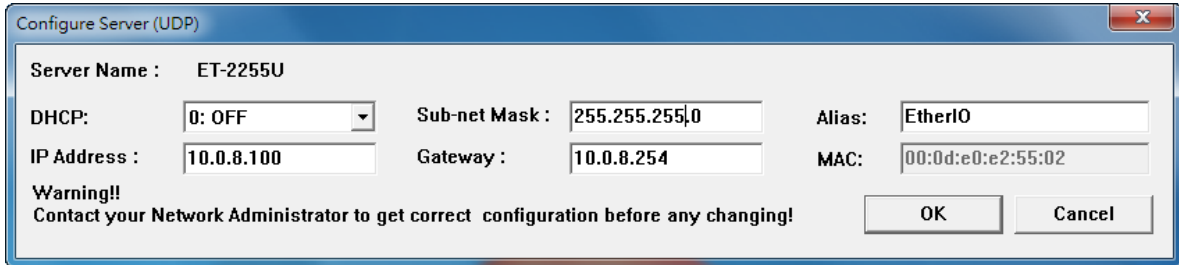 Configure Server (UDP)
Server Name : ET-2255U
DHCP: 0: OFF Sub-net Mask : 255.255.255.0 Alias: EtherIO
IP Address : 10.0.8.100 Gateway : 10.0.8.254 MAC: 00:0d:e0:e2:55:02
Warning!!
Contact your Network Administrator to get correct configuration before any changing!
OK Cancel